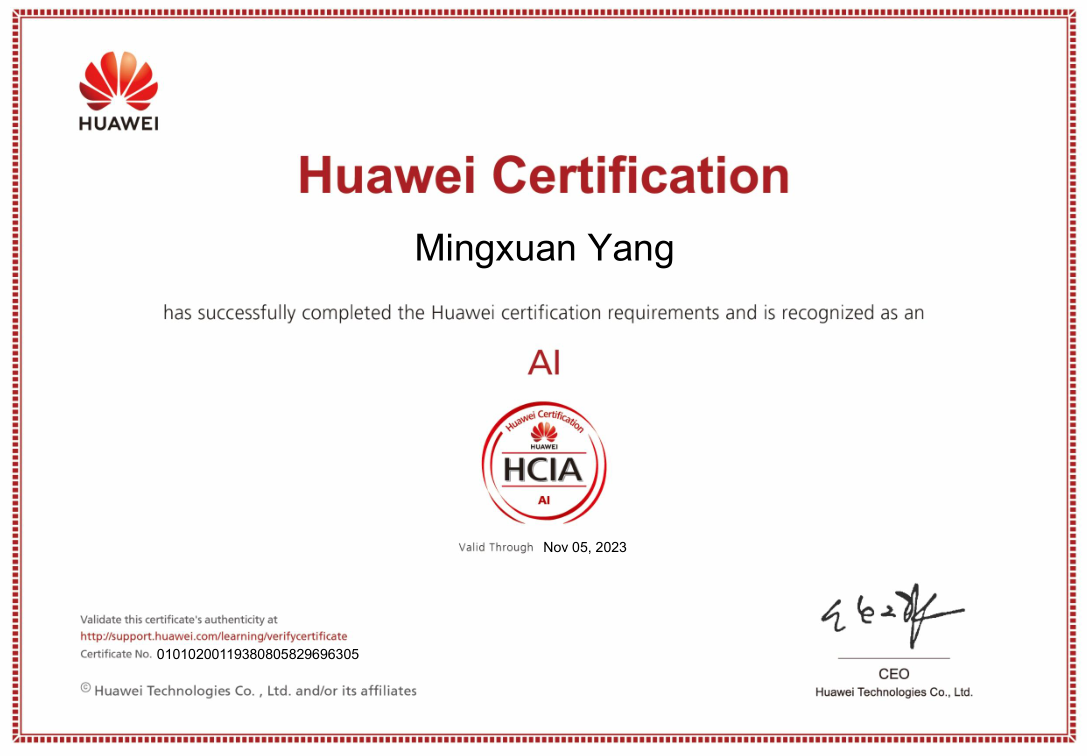 HUAWEI
Huawei Certification
Mingxuan Yang
has successfully completed the Huawei certification requirements and is recognized as an
AI
Huawei Certification
HUAWEI
HCIA
AI
Valid Through Nov 05, 2023
Validate this certificate's authenticity at
http://support.huawei.com/learning/verifycertificate
Certificate No. 01010200119380805829696305
© Huawei Technologies Co. , Ltd. and/or its affiliates
CEO
Huawei Technologies Co., Ltd.